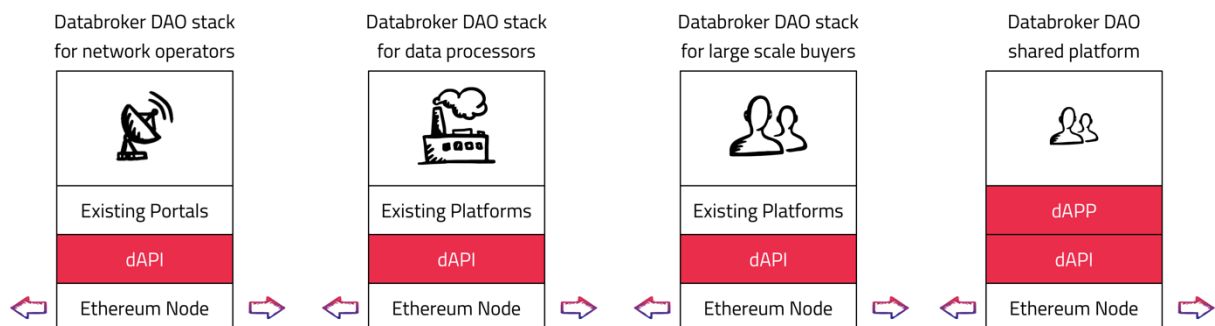 Databroker DAO stack
for network operators
Existing Portals
dAPI
Ethereum Node
Databroker DAO stack
for data processors
Existing Platforms
dAPI
Ethereum Node
Databroker DAO stack
for large scale buyers
Existing Platforms
dAPI
Ethereum Node
Databroker DAO
shared platform
dAPP
dAPI
Ethereum Node